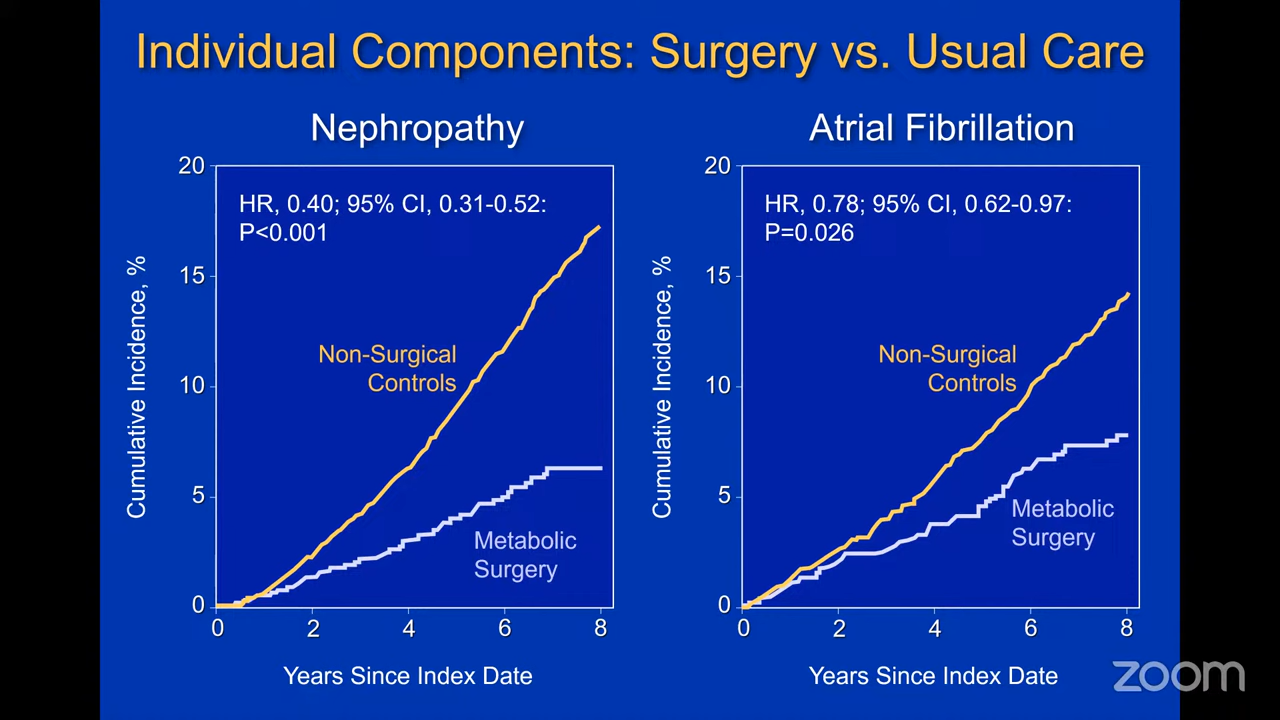 Individual Components: Surgery vs. Usual Care
Nephropathy
20
15
10
5
0
Cumulative Incidence, %
HR, 0.40; 95% CI, 0.31-0.52:
P<0.001
Non-Surgical
Controls
Metabolic
Surgery
0 2 4 6 8
Years Since Index Date
Atrial Fibrillation
20
15
10
5
0
Cumulative Incidence, %
HR, 0.78; 95% CI, 0.62-0.97:
P=0.026
Non-Surgical
Controls
Metabolic
Surgery
0 2 4 6 8
Years Since Index Date
zoom